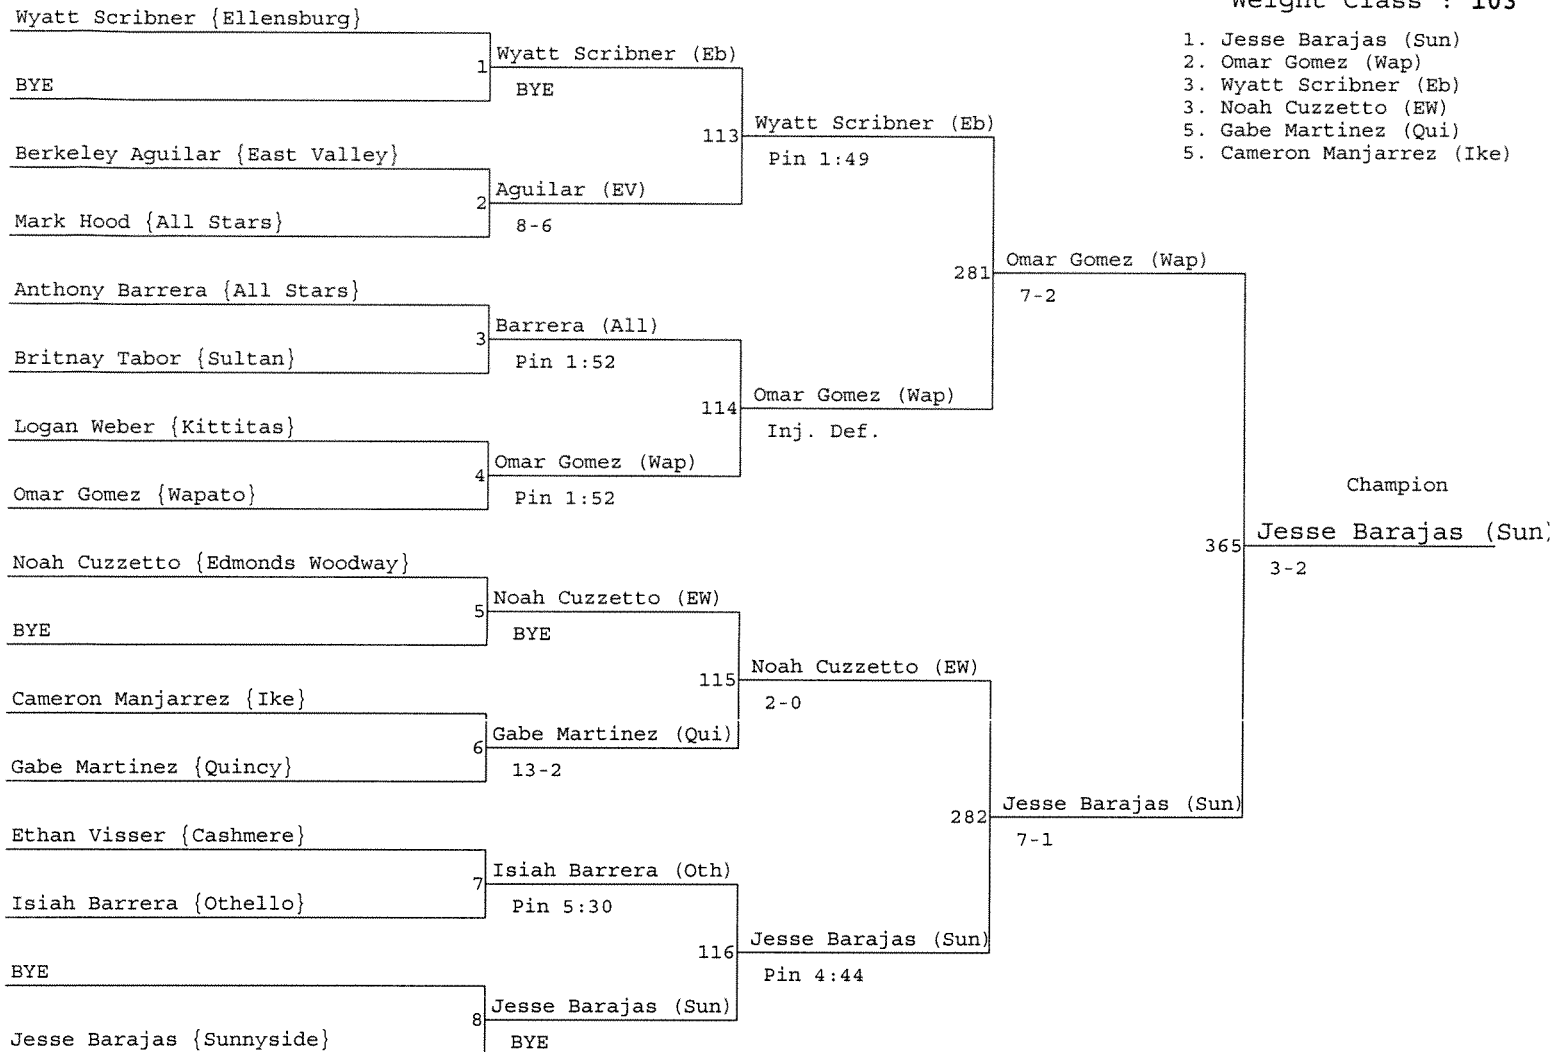 Weight Class : 103
1. Jesse Barajas (Sun)
2. Omar Gomez (Wap)
3. Wyatt Scribner (Eb)
3. Noah Cuzzetto (EW)
5. Gabe Martinez (Qui)
5. Cameron Manjarrez (Ike)
Wyatt Scribner {Ellensburg}
BYE
Berkeley Aguilar {East Valley}
Mark Hood {All Stars}
Anthony Barrera {All Stars}
Britnay Tabor {Sultan}
Logan Weber {Kittitas}
Omar Gomez {Wapato}
Noah Cuzzetto {Edmonds Woodway}
BYE
Cameron Manjarrez {Ike}
Gabe Martinez {Quincy}
Ethan Visser {Cashmere}
Isiah Barrera {Othello}
BYE
Jesse Barajas {Sunnyside}
1 Wyatt Scribner (Eb)
BYE
2 Aguilar (EV)
8-6
3 Barrera (All)
Pin 1:52
4 Omar Gomez (Wap)
Pin 1:52
5 Noah Cuzzetto (EW)
BYE
6 Gabe Martinez (Qui)
13-2
7 Isiah Barrera (Oth)
Pin 5:30
8 Jesse Barajas (Sun)
BYE
113 Wyatt Scribner (Eb)
Pin 1:49
114 Omar Gomez (Wap)
Inj. Def.
115 Noah Cuzzetto (EW)
2-0
116 Jesse Barajas (Sun)
Pin 4:44
281 Omar Gomez (Wap)
7-2
282 Jesse Barajas (Sun)
7-1
Champion
365 Jesse Barajas (Sun)
3-2